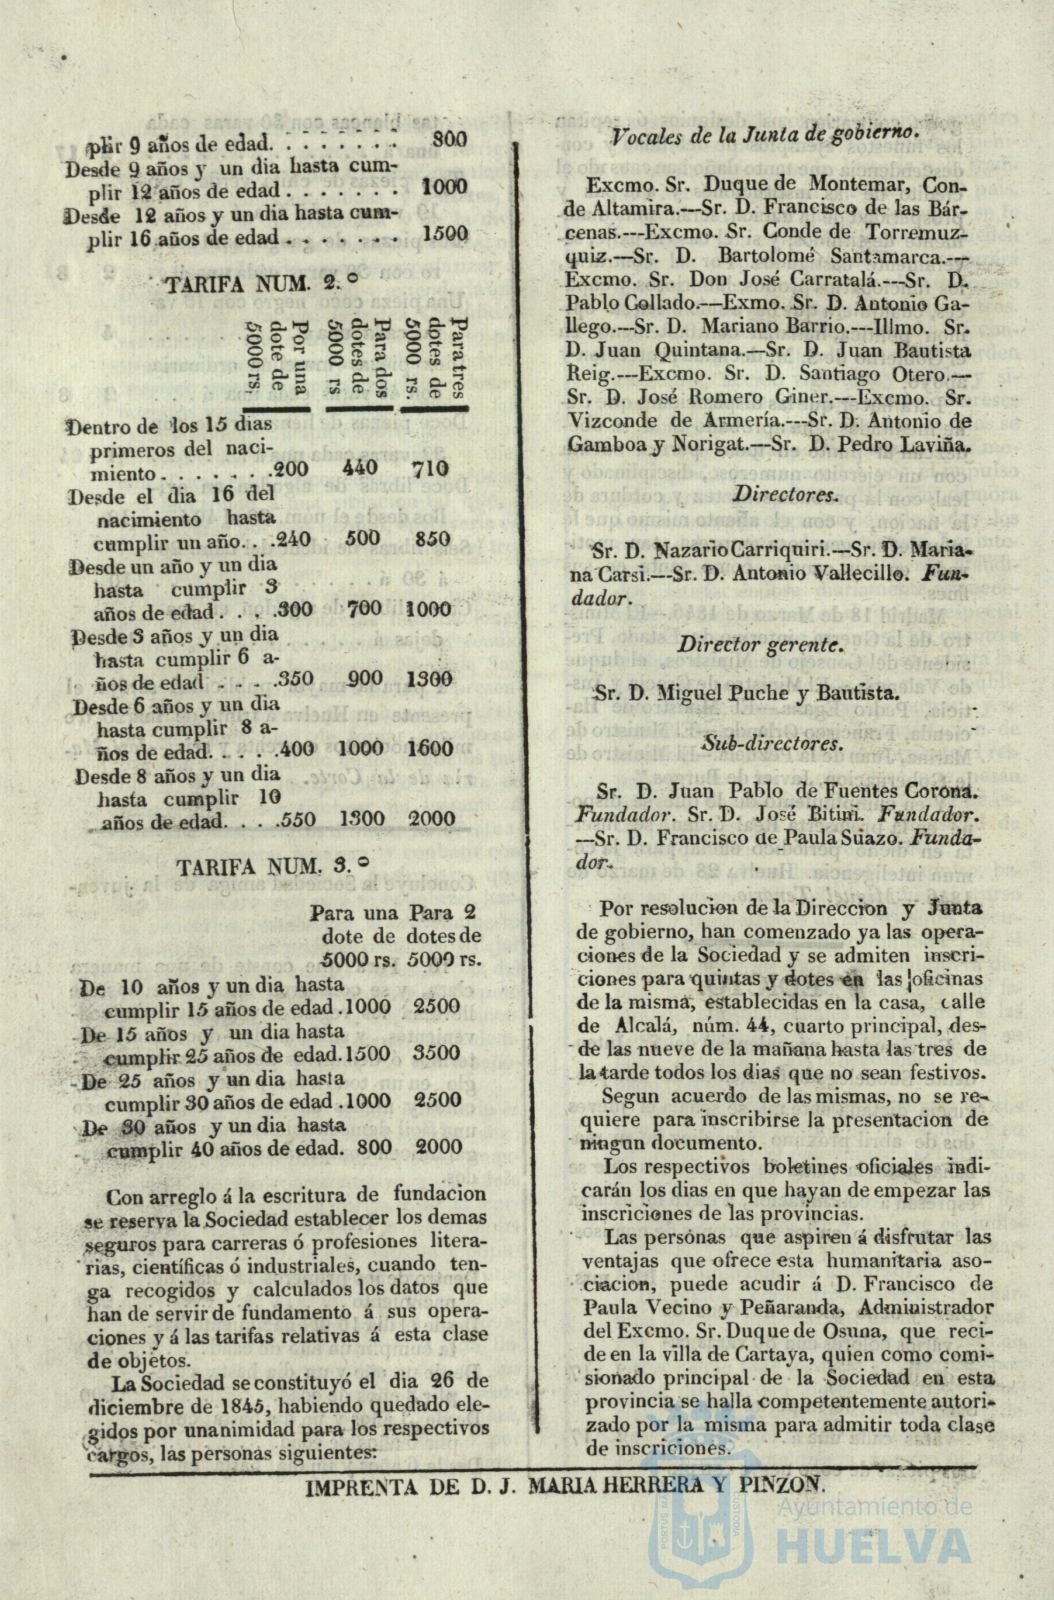 plir 9 años de edad. . . . . . . . 800
Desde 9 años y un dia hasta cum-
plir 12 años de edad . . . . . . . 1000
Desde 12 años y un dia hasta cum-
plir 16 años de edad . . . . . . . 1500
TARIFA NUM. 2.º
Por una dote de 5000 rs.
Para dos dotes de 5000 rs
Para tres dotes de 5000 rs.
Dentro de los 15 dias
primeros del naci-
miento . . . . . . .200 440 710
Desde el dia 16 del
nacimiento hasta
cumplir un año. . .240 500 850
Desde un año y un dia
hasta cumplir 3
años de edad . . . .300 700 1000
Desde 3 años y un dia
hasta cumplir 6 a-
ños de edad . . . .350 900 1300
Desde 6 años y un dia
hasta cumplir 8 a-
ños de edad. . . . .400 1000 1600
Desde 8 años y un dia
hasta cumplir 10
años de edad. . . .550 1300 2000
TARIFA NUM. 3.º
Para una Para 2
dote de dotes de
5000 rs. 5000 rs.
De 10 años y un dia hasta
cumplir 15 años de edad .1000 2500
De 15 años y un dia hasta
cumplir 25 años de edad.1500 3500
De 25 años y un dia hasta
cumplir 30 años de edad .1000 2500
De 30 años y un dia hasta
cumplir 40 años de edad. 800 2000
Con arreglo á la escritura de fundacion
se reserva la Sociedad establecer los demas
seguros para carreras ó profesiones litera-
rias, científicas ó industriales, cuando ten-
ga recogidos y calculados los datos que
han de servir de fundamento á sus opera-
ciones y á las tarifas relativas á esta clase
de objetos.
La Sociedad se constituyó el dia 26 de
diciembre de 1845, habiendo quedado ele-
gidos por unanimidad para los respectivos
cargos, las personas siguientes:
Vocales de la Junta de gobierno.
Excmo. Sr. Duque de Montemar, Con-
de Altamira.---Sr. D. Francisco de las Bár-
cenas.---Excmo. Sr. Conde de Torremuz-
quiz.—Sr. D. Bartolomé Santamarca.---
Excmo. Sr. Don José Carratalá.---Sr. D.
Pablo Collado.---Exmo. Sr. D. Antonio Ga-
llego.---Sr. D. Mariano Barrio.---Illmo. Sr.
D. Juan Quintana.—Sr. D. Juan Bautista
Reig.---Excmo. Sr. D. Santiago Otero.—
Sr. D. José Romero Giner.---Excmo. Sr.
Vizconde de Armería.---Sr. D. Antonio de
Gamboa y Norigat.—Sr. D. Pedro Laviña.
Directores.
Sr. D. Nazario Carriquiri.—Sr. D. Maria-
na Carsi.---Sr. D. Antonio Vallecillo. Fun-
dador.
Director gerente.
Sr. D. Miguel Puche y Bautista.
Sub-directores.
Sr. D. Juan Pablo de Fuentes Corona.
Fundador. Sr. D. José Bitini. Fundador.
—Sr. D. Francisco de Paula Suazo. Funda-
dor.
Por resolucion de la Direccion y Junta
de gobierno, han comenzado ya las opera-
ciones de la Sociedad y se admiten inscri-
ciones para quintas y dotes en las oficinas
de la misma, establecidas en la casa, calle
de Alcalá, núm. 44, cuarto principal, des-
de las nueve de la mañana hasta las tres de
la tarde todos los dias que no sean festivos.
Segun acuerdo de las mismas, no se re-
quiere para inscribirse la presentacion de
ningun documento.
Los respectivos boletines oficiales indi-
carán los dias en que hayan de empezar las
inscriciones de las provincias.
Las personas que aspiren á disfrutar las
ventajas que ofrece esta humanitaria aso-
ciacion, puede acudir á D. Francisco de
Paula Vecino y Peñaranda, Administrador
del Excmo. Sr. Duque de Osuna, que reci-
de en la villa de Cartaya, quien como comi-
sionado principal de la Sociedad en esta
provincia se halla competentemente autori-
zado por la misma para admitir toda clase
de inscriciones.
IMPRENTA DE D. J. MARIA HERRERA Y PINZON.
Ayuntamiento de
HUELVA